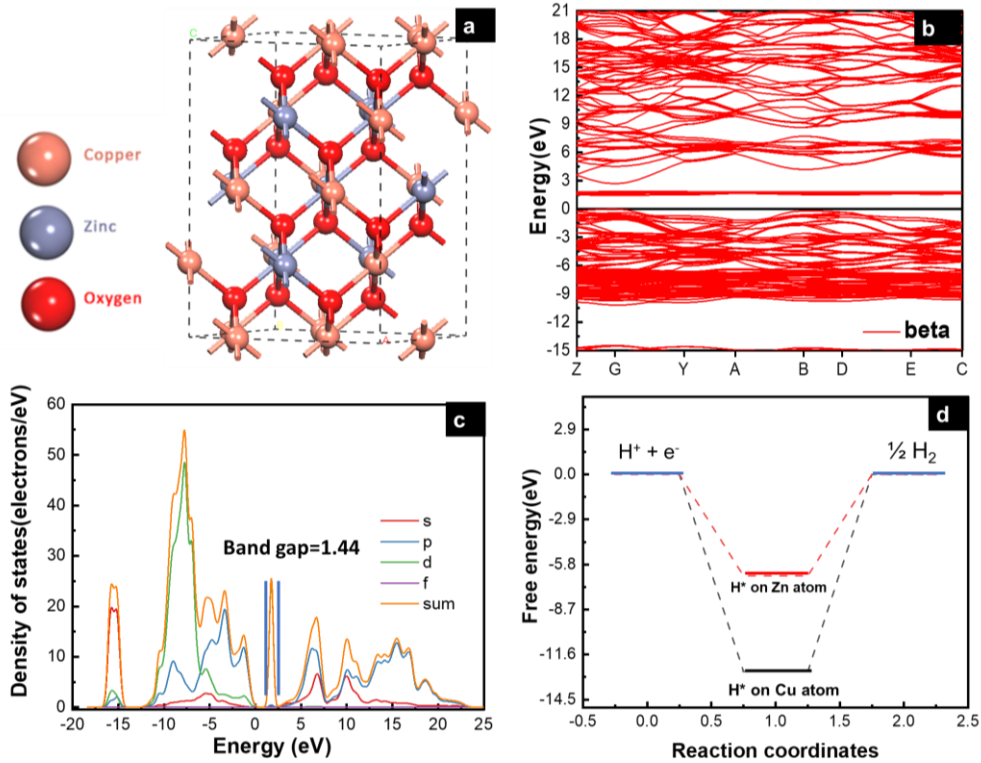 a
C
B
A
Copper
Zinc
Oxygen
b
Energy(eV)
21
18
15
12
9
6
3
0
-3
-6
-9
-12
-15
beta
Z G Y A B D E C
c
Density of states(electrons/eV)
60
50
40
30
20
10
0
Band gap=1.44
s
p
d
f
sum
-20 -15 -10 -5 0 5 10 15 20 25
Energy (eV)
d
Free energy(eV)
2.9
0.0
-2.9
-5.8
-8.7
-11.6
-14.5
H⁺ + e⁻
½ H₂
H* on Zn atom
H* on Cu atom
-0.5 0.0 0.5 1.0 1.5 2.0 2.5
Reaction coordinates